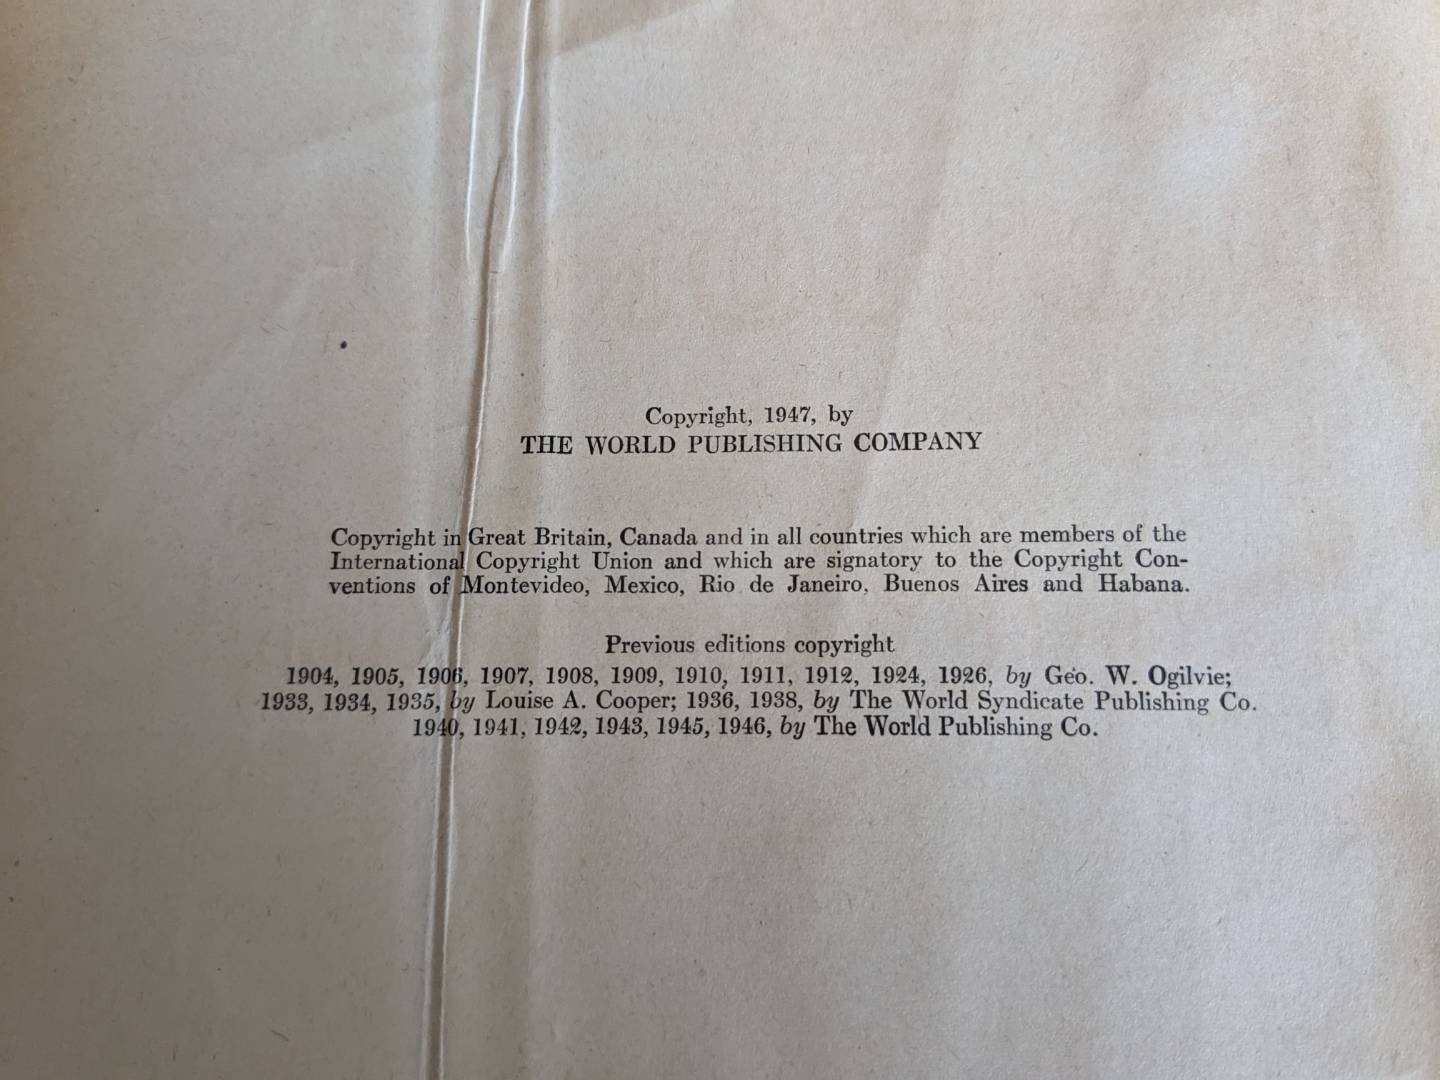 Copyright, 1947, by
THE WORLD PUBLISHING COMPANY
Copyright in Great Britain, Canada and in all countries which are members of the
International Copyright Union and which are signatory to the Copyright Con-
ventions of Montevideo, Mexico, Rio de Janeiro, Buenos Aires and Habana.
Previous editions copyright
1904, 1905, 1906, 1907, 1908, 1909, 1910, 1911, 1912, 1924, 1926, by Geo. W. Ogilvie;
1933, 1934, 1935, by Louise A. Cooper; 1936, 1938, by The World Syndicate Publishing Co.
1940, 1941, 1942, 1943, 1945, 1946, by The World Publishing Co.